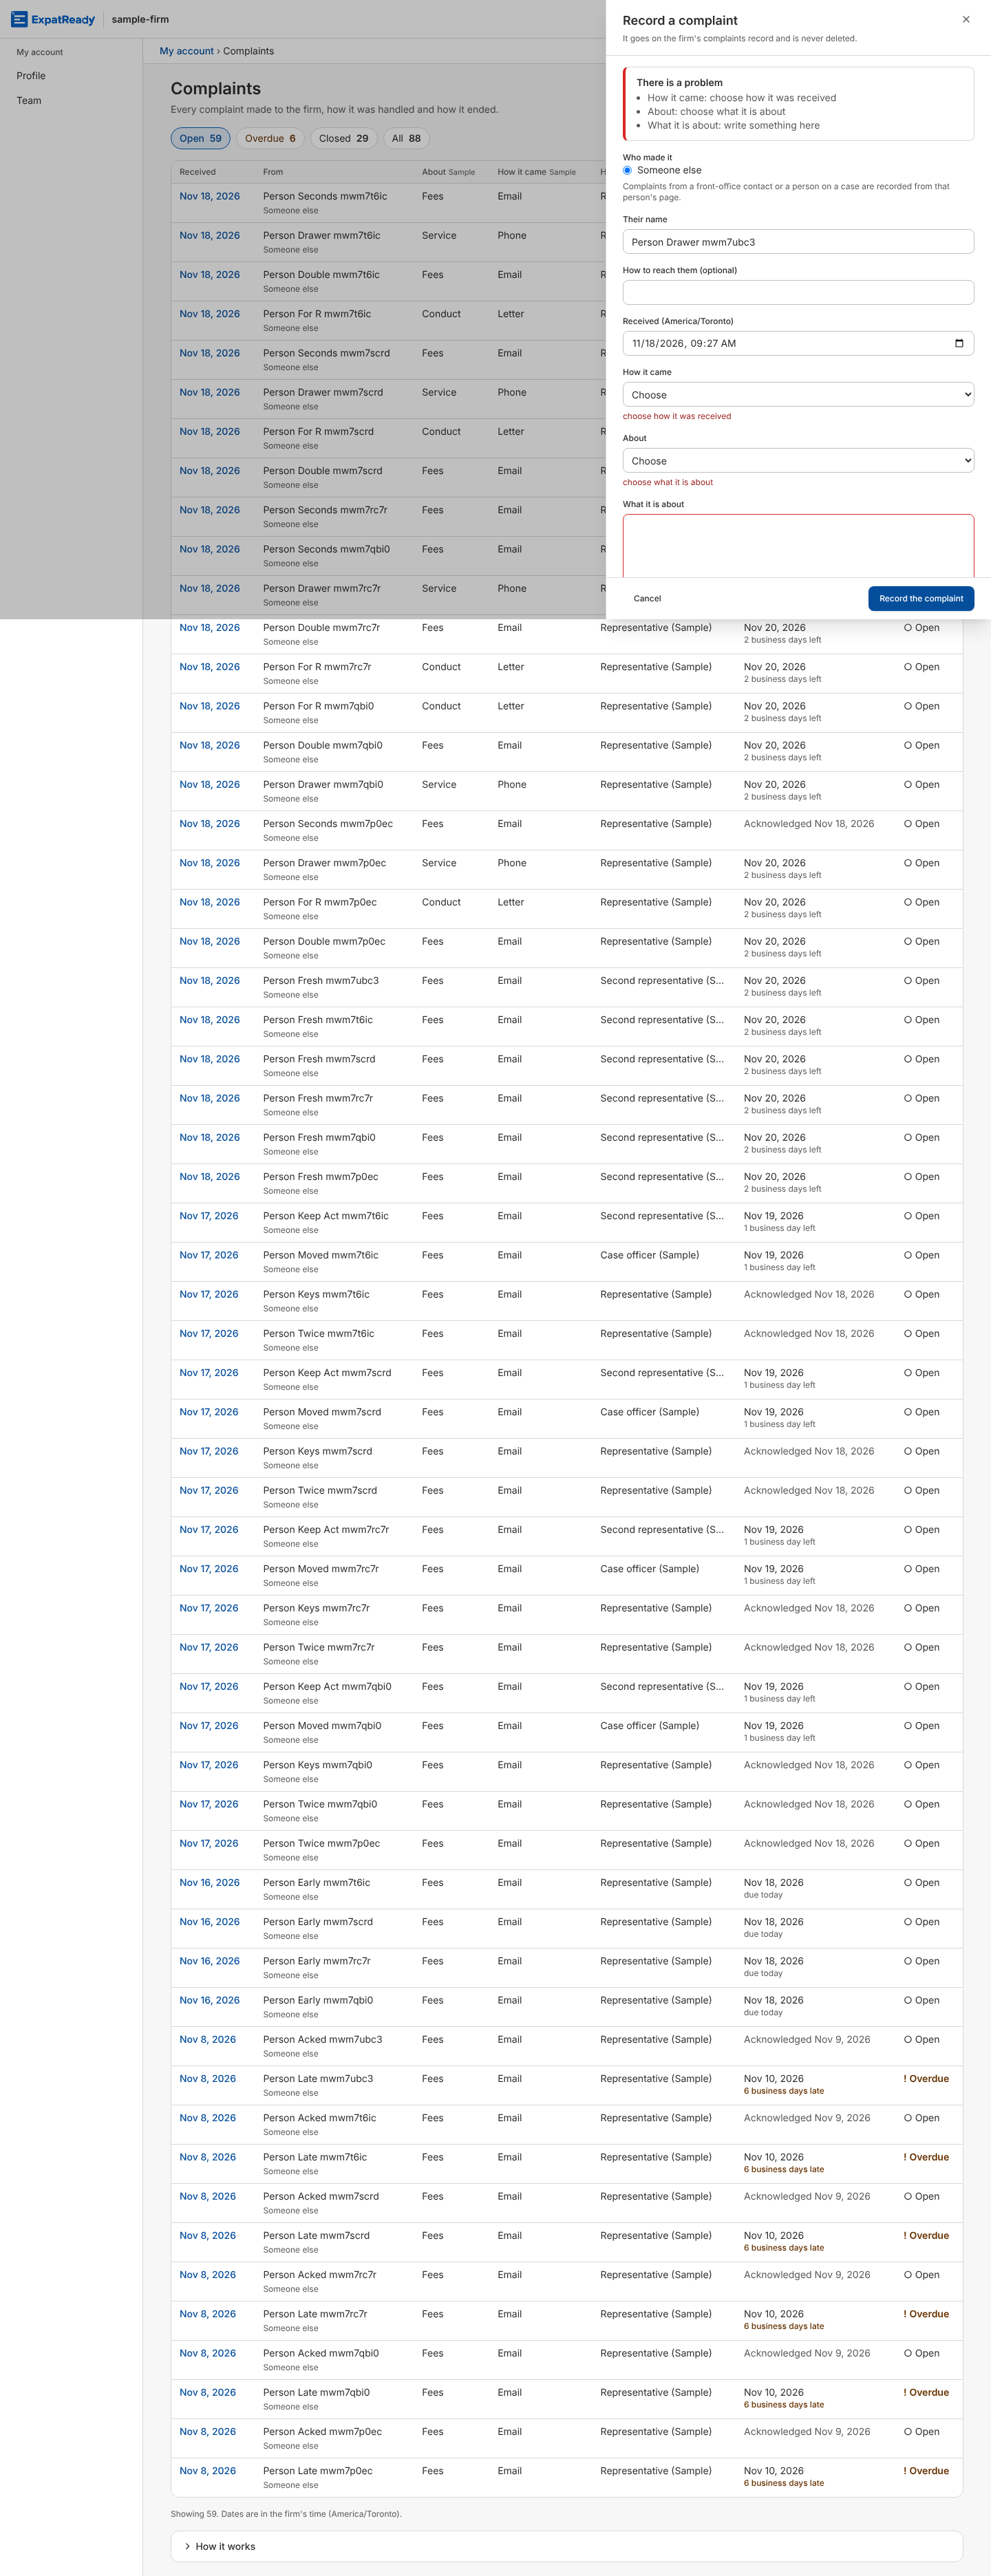 ExpatReady
sample-firm
My account
Profile
Team
My account › Complaints
Complaints
Every complaint made to the firm, how it was handled and how it ended.
Open 59
Overdue 6
Closed 29
All 88
Received From About Sample How it came Sample
Nov 18, 2026 Person Seconds mwm7t6ic Fees Email
Someone else
Nov 18, 2026 Person Drawer mwm7t6ic Service Phone
Someone else
Nov 18, 2026 Person Double mwm7t6ic Fees Email
Someone else
Nov 18, 2026 Person For R mwm7t6ic Conduct Letter
Someone else
Nov 18, 2026 Person Seconds mwm7scrd Fees Email
Someone else
Nov 18, 2026 Person Drawer mwm7scrd Service Phone
Someone else
Nov 18, 2026 Person For R mwm7scrd Conduct Letter
Someone else
Nov 18, 2026 Person Double mwm7scrd Fees Email
Someone else
Nov 18, 2026 Person Seconds mwm7rc7r Fees Email
Someone else
Nov 18, 2026 Person Seconds mwm7qbi0 Fees Email
Someone else
Nov 18, 2026 Person Drawer mwm7rc7r Service Phone
Someone else
Record a complaint
It goes on the firm's complaints record and is never deleted.
There is a problem
How it came: choose how it was received
About: choose what it is about
What it is about: write something here
Who made it
Someone else
Complaints from a front-office contact or a person on a case are recorded from that
person's page.
Their name
Person Drawer mwm7ubc3
How to reach them (optional)
Received (America/Toronto)
11/18/2026, 09:27 AM
How it came
Choose
choose how it was received
About
Choose
choose what it is about
What it is about
Cancel
Record the complaint
Nov 18, 2026 Person Double mwm7rc7r Fees Email Representative (Sample) Nov 20, 2026 Open
Someone else 2 business days left
Nov 18, 2026 Person For R mwm7rc7r Conduct Letter Representative (Sample) Nov 20, 2026 Open
Someone else 2 business days left
Nov 18, 2026 Person For R mwm7qbi0 Conduct Letter Representative (Sample) Nov 20, 2026 Open
Someone else 2 business days left
Nov 18, 2026 Person Double mwm7qbi0 Fees Email Representative (Sample) Nov 20, 2026 Open
Someone else 2 business days left
Nov 18, 2026 Person Drawer mwm7qbi0 Service Phone Representative (Sample) Nov 20, 2026 Open
Someone else 2 business days left
Nov 18, 2026 Person Seconds mwm7p0ec Fees Email Representative (Sample) Acknowledged Nov 18, 2026 Open
Someone else
Nov 18, 2026 Person Drawer mwm7p0ec Service Phone Representative (Sample) Nov 20, 2026 Open
Someone else 2 business days left
Nov 18, 2026 Person For R mwm7p0ec Conduct Letter Representative (Sample) Nov 20, 2026 Open
Someone else 2 business days left
Nov 18, 2026 Person Double mwm7p0ec Fees Email Representative (Sample) Nov 20, 2026 Open
Someone else 2 business days left
Nov 18, 2026 Person Fresh mwm7ubc3 Fees Email Second representative (S... Nov 20, 2026 Open
Someone else 2 business days left
Nov 18, 2026 Person Fresh mwm7t6ic Fees Email Second representative (S... Nov 20, 2026 Open
Someone else 2 business days left
Nov 18, 2026 Person Fresh mwm7scrd Fees Email Second representative (S... Nov 20, 2026 Open
Someone else 2 business days left
Nov 18, 2026 Person Fresh mwm7rc7r Fees Email Second representative (S... Nov 20, 2026 Open
Someone else 2 business days left
Nov 18, 2026 Person Fresh mwm7qbi0 Fees Email Second representative (S... Nov 20, 2026 Open
Someone else 2 business days left
Nov 18, 2026 Person Fresh mwm7p0ec Fees Email Second representative (S... Nov 20, 2026 Open
Someone else 2 business days left
Nov 17, 2026 Person Keep Act mwm7t6ic Fees Email Second representative (S... Nov 19, 2026 Open
Someone else 1 business day left
Nov 17, 2026 Person Moved mwm7t6ic Fees Email Case officer (Sample) Nov 19, 2026 Open
Someone else 1 business day left
Nov 17, 2026 Person Keys mwm7t6ic Fees Email Representative (Sample) Acknowledged Nov 18, 2026 Open
Someone else
Nov 17, 2026 Person Twice mwm7t6ic Fees Email Representative (Sample) Acknowledged Nov 18, 2026 Open
Someone else
Nov 17, 2026 Person Keep Act mwm7scrd Fees Email Second representative (S... Nov 19, 2026 Open
Someone else 1 business day left
Nov 17, 2026 Person Moved mwm7scrd Fees Email Case officer (Sample) Nov 19, 2026 Open
Someone else 1 business day left
Nov 17, 2026 Person Keys mwm7scrd Fees Email Representative (Sample) Acknowledged Nov 18, 2026 Open
Someone else
Nov 17, 2026 Person Twice mwm7scrd Fees Email Representative (Sample) Acknowledged Nov 18, 2026 Open
Someone else
Nov 17, 2026 Person Keep Act mwm7rc7r Fees Email Second representative (S... Nov 19, 2026 Open
Someone else 1 business day left
Nov 17, 2026 Person Moved mwm7rc7r Fees Email Case officer (Sample) Nov 19, 2026 Open
Someone else 1 business day left
Nov 17, 2026 Person Keys mwm7rc7r Fees Email Representative (Sample) Acknowledged Nov 18, 2026 Open
Someone else
Nov 17, 2026 Person Twice mwm7rc7r Fees Email Representative (Sample) Acknowledged Nov 18, 2026 Open
Someone else
Nov 17, 2026 Person Keep Act mwm7qbi0 Fees Email Second representative (S... Nov 19, 2026 Open
Someone else 1 business day left
Nov 17, 2026 Person Moved mwm7qbi0 Fees Email Case officer (Sample) Nov 19, 2026 Open
Someone else 1 business day left
Nov 17, 2026 Person Keys mwm7qbi0 Fees Email Representative (Sample) Acknowledged Nov 18, 2026 Open
Someone else
Nov 17, 2026 Person Twice mwm7qbi0 Fees Email Representative (Sample) Acknowledged Nov 18, 2026 Open
Someone else
Nov 17, 2026 Person Twice mwm7p0ec Fees Email Representative (Sample) Acknowledged Nov 18, 2026 Open
Someone else
Nov 16, 2026 Person Early mwm7t6ic Fees Email Representative (Sample) Nov 18, 2026 Open
Someone else due today
Nov 16, 2026 Person Early mwm7scrd Fees Email Representative (Sample) Nov 18, 2026 Open
Someone else due today
Nov 16, 2026 Person Early mwm7rc7r Fees Email Representative (Sample) Nov 18, 2026 Open
Someone else due today
Nov 16, 2026 Person Early mwm7qbi0 Fees Email Representative (Sample) Nov 18, 2026 Open
Someone else due today
Nov 8, 2026 Person Acked mwm7ubc3 Fees Email Representative (Sample) Acknowledged Nov 9, 2026 Open
Someone else
Nov 8, 2026 Person Late mwm7ubc3 Fees Email Representative (Sample) Nov 10, 2026 ! Overdue
Someone else 6 business days late
Nov 8, 2026 Person Acked mwm7t6ic Fees Email Representative (Sample) Acknowledged Nov 9, 2026 Open
Someone else
Nov 8, 2026 Person Late mwm7t6ic Fees Email Representative (Sample) Nov 10, 2026 ! Overdue
Someone else 6 business days late
Nov 8, 2026 Person Acked mwm7scrd Fees Email Representative (Sample) Acknowledged Nov 9, 2026 Open
Someone else
Nov 8, 2026 Person Late mwm7scrd Fees Email Representative (Sample) Nov 10, 2026 ! Overdue
Someone else 6 business days late
Nov 8, 2026 Person Acked mwm7rc7r Fees Email Representative (Sample) Acknowledged Nov 9, 2026 Open
Someone else
Nov 8, 2026 Person Late mwm7rc7r Fees Email Representative (Sample) Nov 10, 2026 ! Overdue
Someone else 6 business days late
Nov 8, 2026 Person Acked mwm7qbi0 Fees Email Representative (Sample) Acknowledged Nov 9, 2026 Open
Someone else
Nov 8, 2026 Person Late mwm7qbi0 Fees Email Representative (Sample) Nov 10, 2026 ! Overdue
Someone else 6 business days late
Nov 8, 2026 Person Acked mwm7p0ec Fees Email Representative (Sample) Acknowledged Nov 9, 2026 Open
Someone else
Nov 8, 2026 Person Late mwm7p0ec Fees Email Representative (Sample) Nov 10, 2026 ! Overdue
Someone else 6 business days late
Showing 59. Dates are in the firm's time (America/Toronto).
How it works